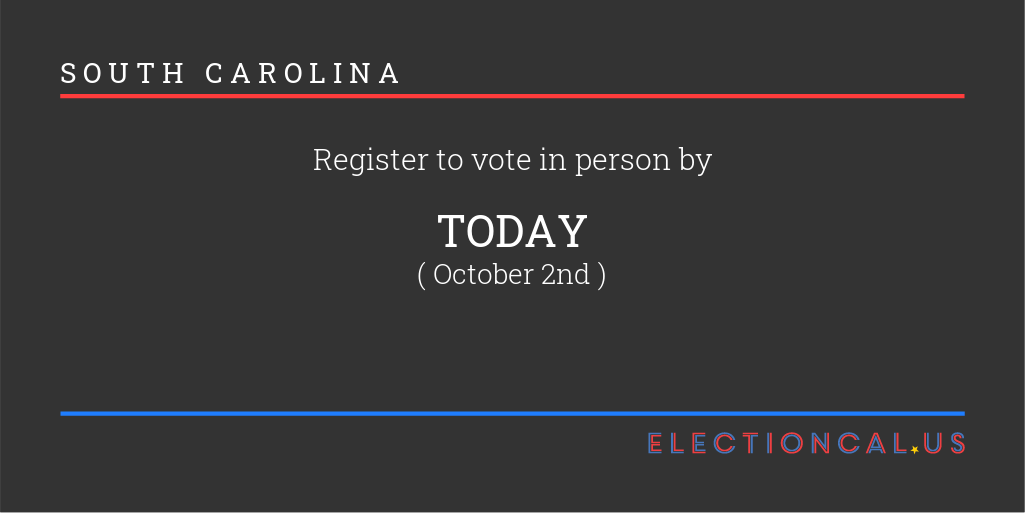 SOUTH CAROLINA
Register to vote in person by
TODAY
( October 2nd )
ELECTIONCAL.US